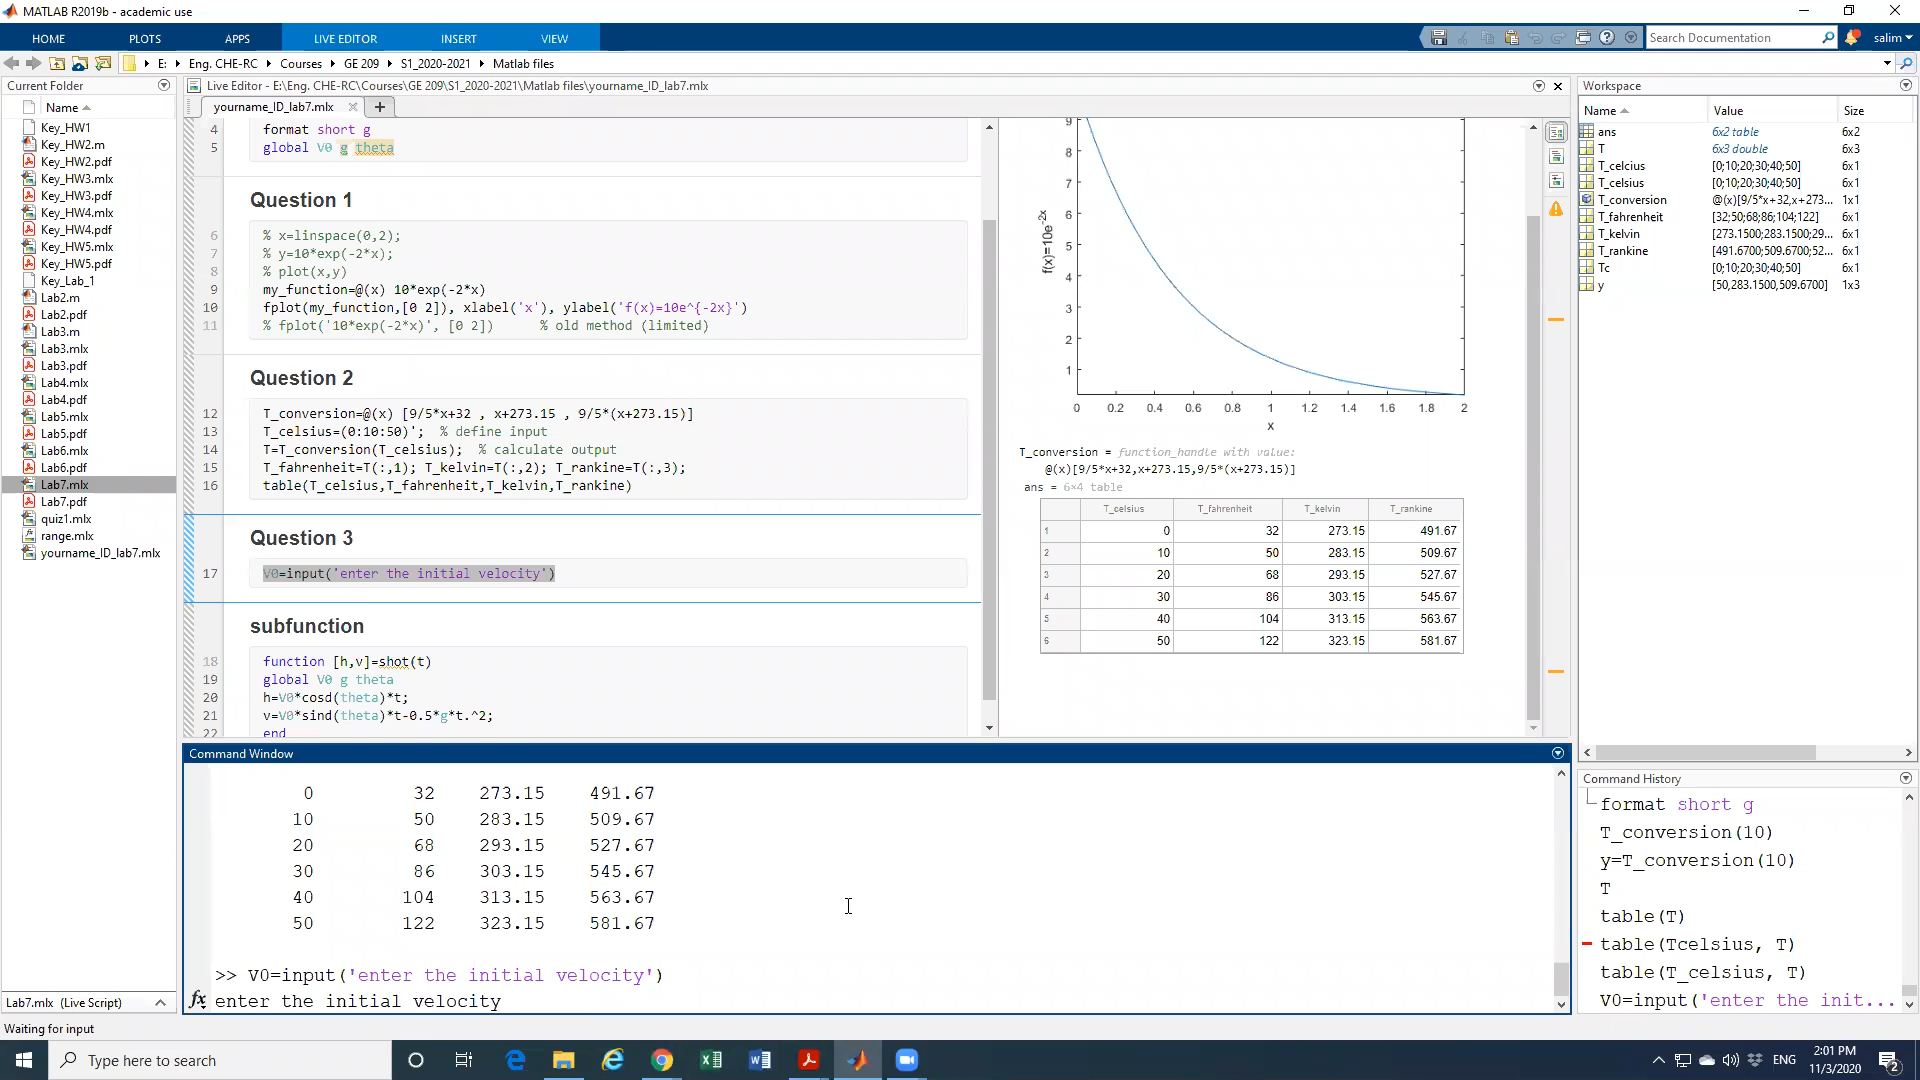 MATLAB R2019b - academic use
HOME PLOTS APPS LIVE EDITOR INSERT VIEW Search Documentation salim
E: Eng. CHE-RC Courses GE 209 S1_2020-2021 Matlab files
Current Folder
Name
Key_HW1
Key_HW2.m
Key_HW2.pdf
Key_HW3.mlx
Key_HW3.pdf
Key_HW4.mlx
Key_HW4.pdf
Key_HW5.mlx
Key_HW5.pdf
Key_Lab_1
Lab2.m
Lab2.pdf
Lab3.m
Lab3.mlx
Lab3.pdf
Lab4.mlx
Lab4.pdf
Lab5.mlx
Lab5.pdf
Lab6.mlx
Lab6.pdf
Lab7.mlx
Lab7.pdf
quiz1.mlx
range.mlx
yourname_ID_lab7.mlx
Lab7.mlx (Live Script)
Live Editor - E:\Eng. CHE-RC\Courses\GE 209\S1_2020-2021\Matlab files\yourname_ID_lab7.mlx
yourname_ID_lab7.mlx
4 format short g
5 global V0 g theta
Question 1
6 % x=linspace(0,2);
7 % y=10*exp(-2*x);
8 % plot(x,y)
9 my_function=@(x) 10*exp(-2*x)
10 fplot(my_function,[0 2]), xlabel('x'), ylabel('f(x)=10e^{-2x}')
11 % fplot('10*exp(-2*x)', [0 2]) % old method (limited)
Question 2
12 T_conversion=@(x) [9/5*x+32 , x+273.15 , 9/5*(x+273.15)]
13 T_celsius=(0:10:50)'; % define input
14 T=T_conversion(T_celsius); % calculate output
15 T_fahrenheit=T(:,1); T_kelvin=T(:,2); T_rankine=T(:,3);
16 table(T_celsius,T_fahrenheit,T_kelvin,T_rankine)
Question 3
17 V0=input('enter the initial velocity')
subfunction
18 function [h,v]=shot(t)
19 global V0 g theta
20 h=V0*cosd(theta)*t;
21 v=V0*sind(theta)*t-0.5*g*t.^2;
22 end
9
8
7
6
5
4
3
2
1
f(x)=10e-2x
0 0.2 0.4 0.6 0.8 1 1.2 1.4 1.6 1.8 2
x
T_conversion = function_handle with value:
@(x)[9/5*x+32,x+273.15,9/5*(x+273.15)]
ans = 6×4 table
T_celsius T_fahrenheit T_kelvin T_rankine
1 0 32 273.15 491.67
2 10 50 283.15 509.67
3 20 68 293.15 527.67
4 30 86 303.15 545.67
5 40 104 313.15 563.67
6 50 122 323.15 581.67
Command Window
0 32 273.15 491.67
10 50 283.15 509.67
20 68 293.15 527.67
30 86 303.15 545.67
40 104 313.15 563.67
50 122 323.15 581.67
>> V0=input('enter the initial velocity')
fx enter the initial velocity
Workspace
Name Value Size
ans 6x2 table 6x2
T 6x3 double 6x3
T_celcius [0;10;20;30;40;50] 6x1
T_celsius [0;10;20;30;40;50] 6x1
T_conversion @(x)[9/5*x+32,x+273... 1x1
T_fahrenheit [32;50;68;86;104;122] 6x1
T_kelvin [273.1500;283.1500;29... 6x1
T_rankine [491.6700;509.6700;52... 6x1
Tc [0;10;20;30;40;50] 6x1
y [50,283.1500,509.6700] 1x3
Command History
format short g
T_conversion(10)
y=T_conversion(10)
T
table(T)
table(Tcelsius, T)
table(T_celsius, T)
V0=input('enter the init...
Waiting for input
Type here to search
ENG
2:01 PM
11/3/2020
2